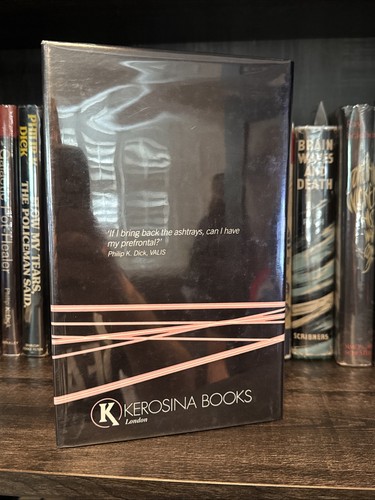 'If I bring back the ashtrays, can I have
my prefrontal?'
Philip K. Dick, VALIS
K KEROSINA BOOKS
London
PHILIP K.
DICK
FLOW MY TEARS,
THE POLICEMAN SAID
BRAIN
WAVES
AND
DEATH
SCRIBNERS